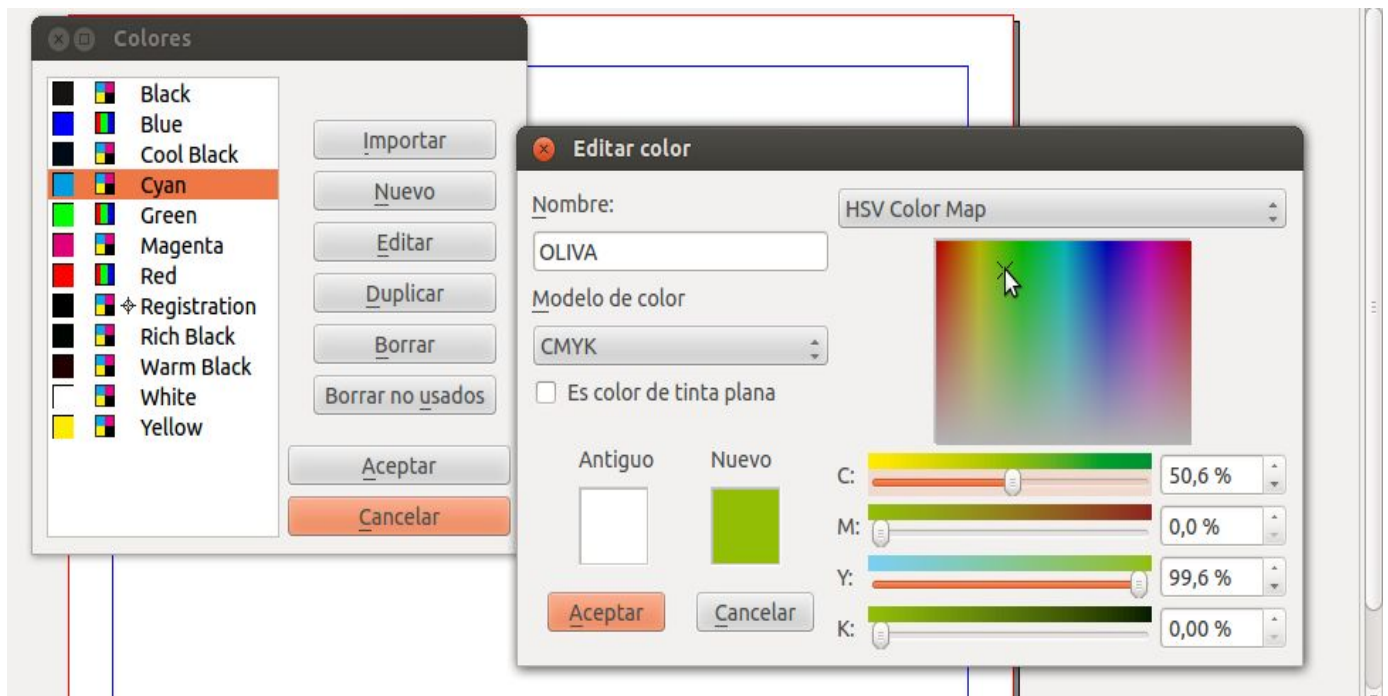 Colores
Black
Blue
Cool Black
Cyan
Green
Magenta
Red
Registration
Rich Black
Warm Black
White
Yellow
Importar
Nuevo
Editar
Duplicar
Borrar
Borrar no usados
Aceptar
Cancelar
Editar color
Nombre:
OLIVA
Modelo de color
CMYK
Es color de tinta plana
Antiguo
Nuevo
Aceptar
Cancelar
HSV Color Map
C: 50,6 %
M: 0,0 %
Y: 99,6 %
K: 0,00 %